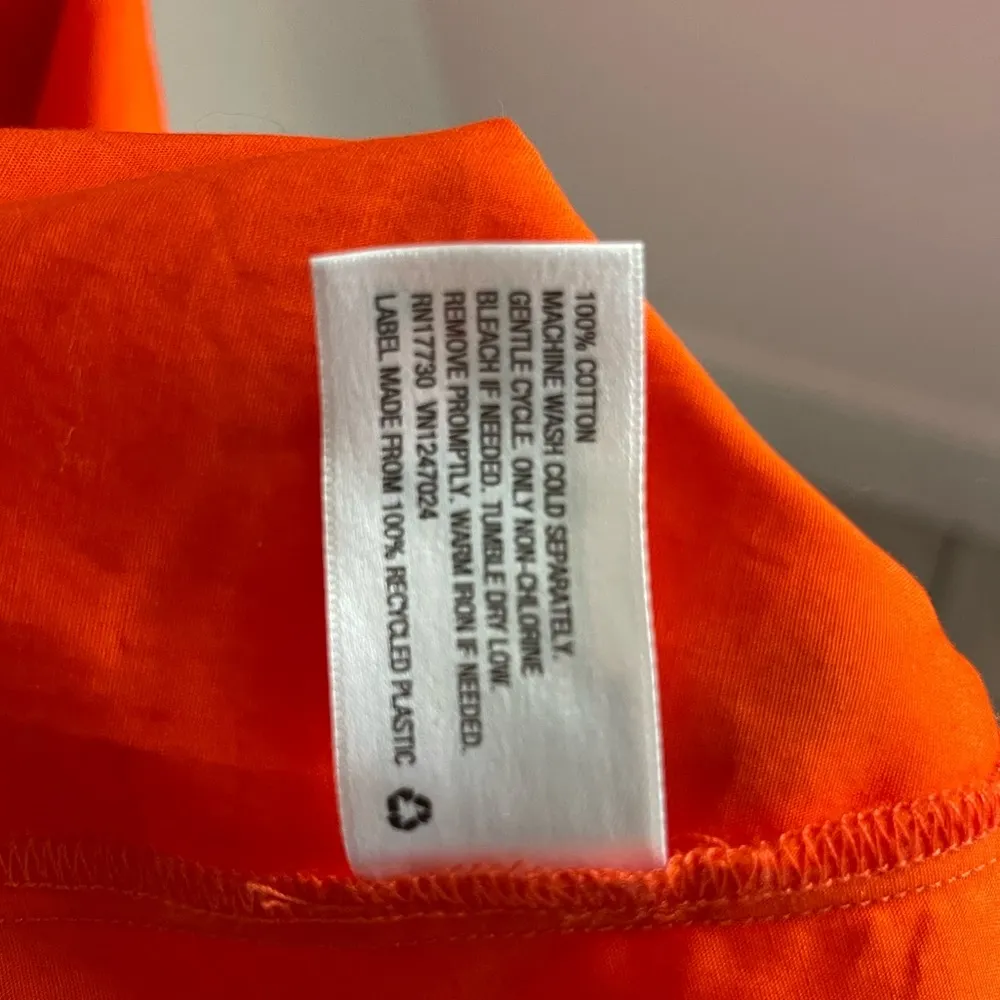 100% COTTON
MACHINE WASH COLD SEPARATELY.
GENTLE CYCLE. ONLY NON-CHLORINE
BLEACH IF NEEDED. TUMBLE DRY LOW.
REMOVE PROMPTLY. WARM IRON IF NEEDED.
RN17730 VN1247024
LABEL MADE FROM 100% RECYCLED PLASTIC